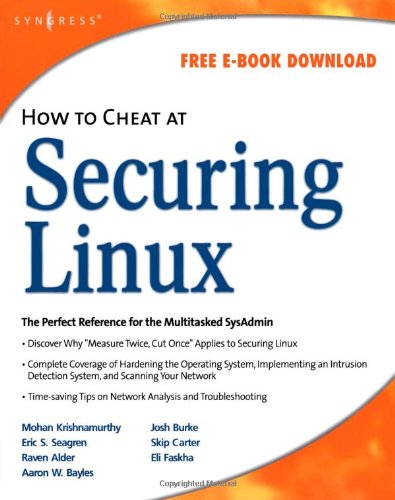 SYNGRESS®
FREE E-BOOK DOWNLOAD
HOW TO CHEAT AT
Securing
Linux
The Perfect Reference for the Multitasked SysAdmin
• Discover Why "Measure Twice, Cut Once" Applies to Securing Linux
• Complete Coverage of Hardening the Operating System, Implementing an Intrusion
Detection System, and Scanning Your Network
• Time-saving Tips on Network Analysis and Troubleshooting
Mohan Krishnamurthy
Eric S. Seagren
Raven Alder
Aaron W. Bayles
Josh Burke
Skip Carter
Eli Faskha